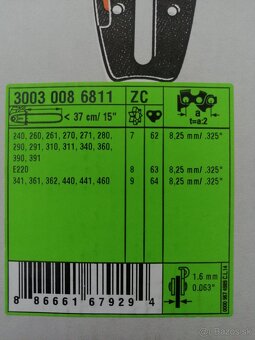 3003 008 6811 ZC
< 37 cm/ 15"
a
t=a:2
240, 260, 261, 270, 271, 280, 7 62 8,25 mm/ .325"
290, 291, 310, 311, 340, 360,
390, 391
E220 8 63 8,25 mm/ .325"
341, 361, 362, 440, 441, 460 9 64 8,25 mm/ .325"
8 86661 67929 4
1,6 mm
0.063"
Bazos.sk